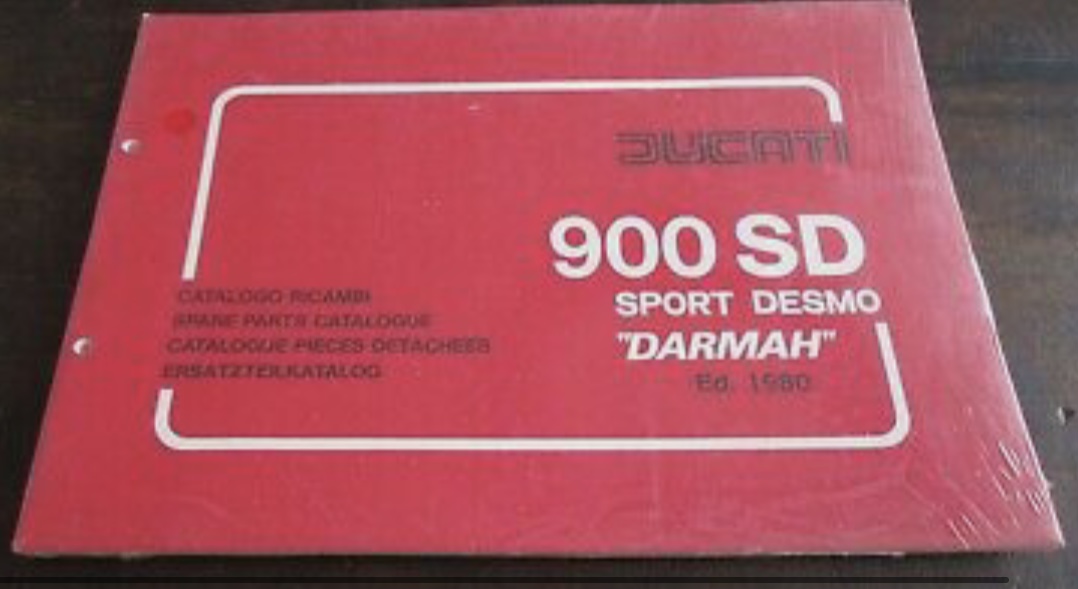 DUCATI
900 SD
SPORT DESMO
"DARMAH"
Ed. 1980
CATALOGO RICAMBI
SPARE PARTS CATALOGUE
CATALOGUE PIECES DETACHEES
ERSATZTEILKATALOG